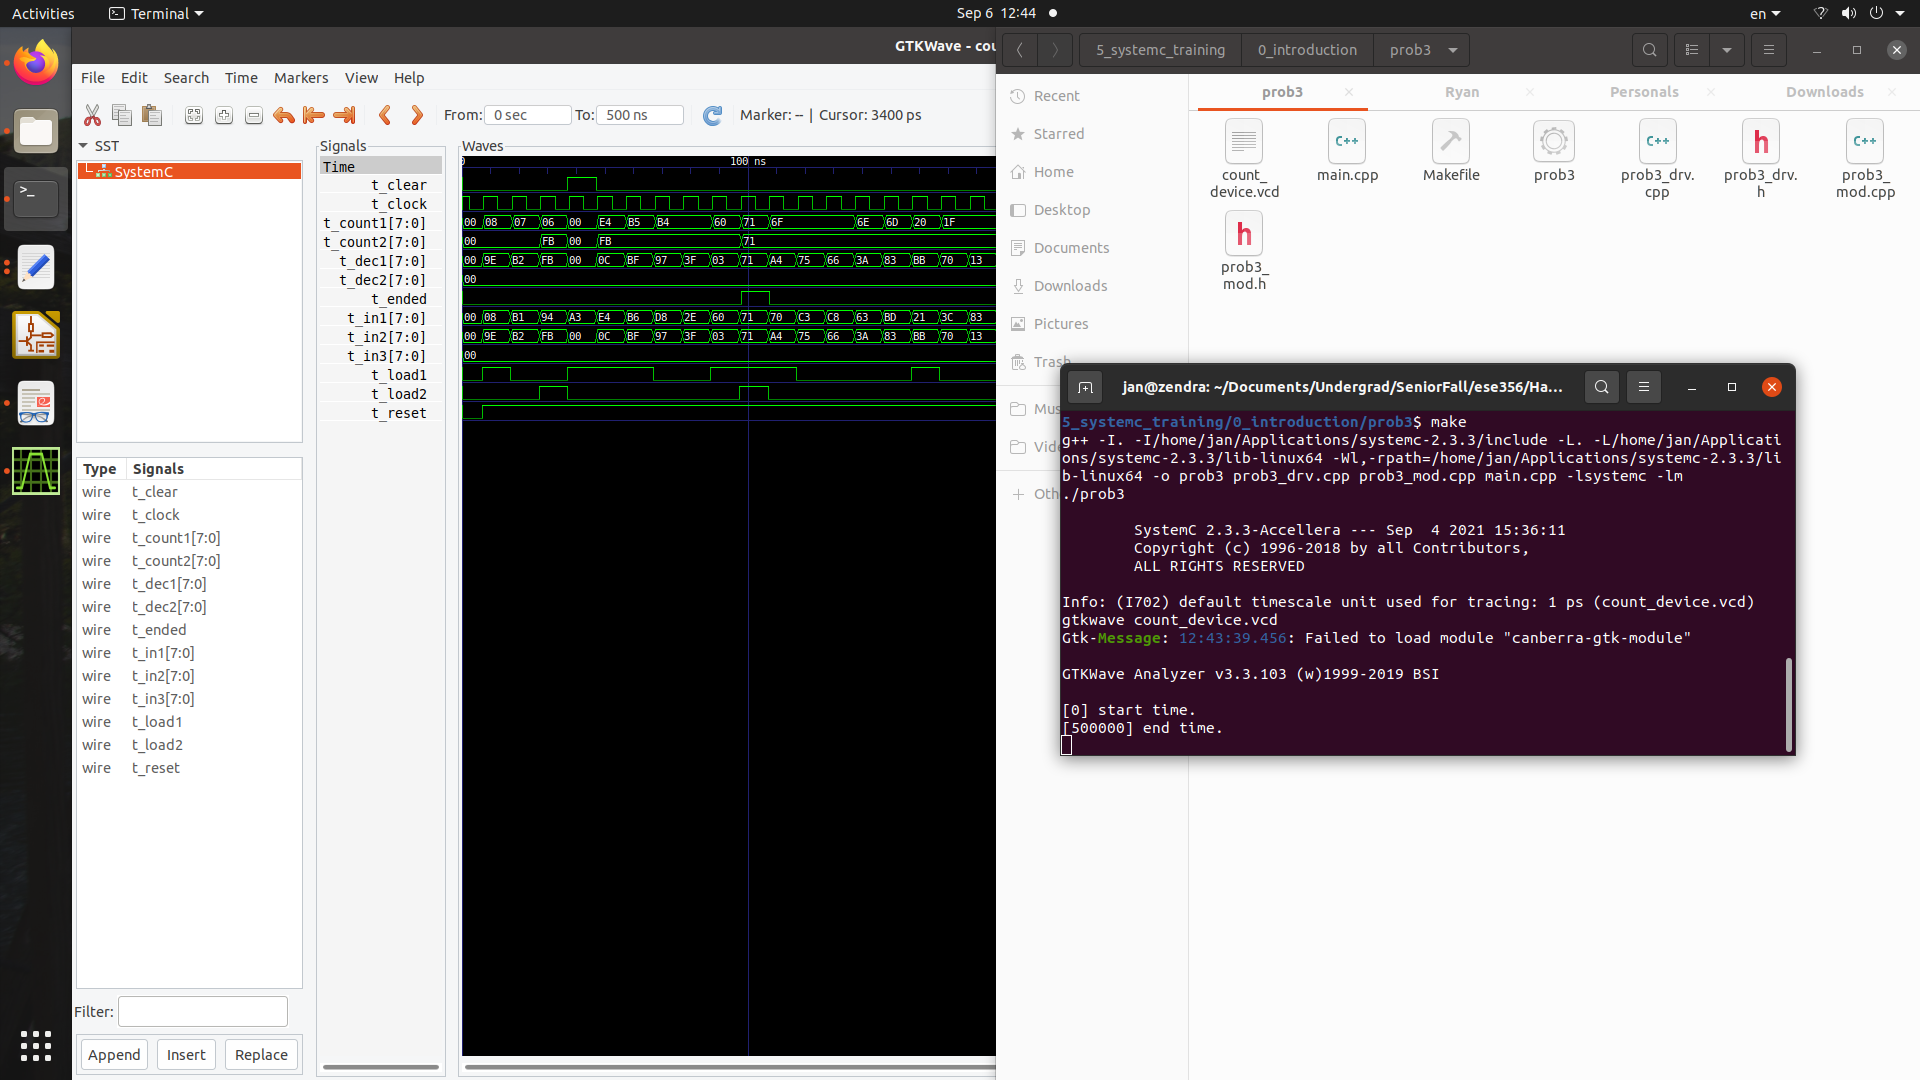 Activities
Terminal
Sep 6 12:44
en
GTKWave - cou
File Edit Search Time Markers View Help
From: 0 sec To: 500 ns Marker: -- | Cursor: 3400 ps
SST
SystemC
Type Signals
wire t_clear
wire t_clock
wire t_count1[7:0]
wire t_count2[7:0]
wire t_dec1[7:0]
wire t_dec2[7:0]
wire t_ended
wire t_in1[7:0]
wire t_in2[7:0]
wire t_in3[7:0]
wire t_load1
wire t_load2
wire t_reset
Filter:
Append Insert Replace
Signals
Time
t_clear
t_clock
t_count1[7:0]
t_count2[7:0]
t_dec1[7:0]
t_dec2[7:0]
t_ended
t_in1[7:0]
t_in2[7:0]
t_in3[7:0]
t_load1
t_load2
t_reset
Waves
0 100 ns
00 08 07 06 00 E4 B5 B4 60 71 6F 6E 6D 20 1F
00 FB 00 FB 71
00 9E B2 FB 00 0C BF 97 3F 03 71 A4 75 66 3A 83 BB 70 13
00
00 08 B1 94 A3 E4 B6 D8 2E 60 71 70 C3 C8 63 BD 21 3C 83
00 9E B2 FB 00 0C BF 97 3F 03 71 A4 75 66 3A 83 BB 70 13
00
5_systemc_training 0_introduction prob3
Recent
Starred
Home
Desktop
Documents
Downloads
Pictures
Trash
Mus
Vide
Oth
prob3 Ryan Personals Downloads
C++ C++ h C++
count_
device.vcd
main.cpp
Makefile
prob3
prob3_drv.
cpp
prob3_drv.
h
prob3_
mod.cpp
h
prob3_
mod.h
jan@zendra: ~/Documents/Undergrad/SeniorFall/ese356/Ha...
5_systemc_training/0_introduction/prob3$ make
g++ -I. -I/home/jan/Applications/systemc-2.3.3/include -L. -L/home/jan/Applicati
ons/systemc-2.3.3/lib-linux64 -Wl,-rpath=/home/jan/Applications/systemc-2.3.3/li
b-linux64 -o prob3 prob3_drv.cpp prob3_mod.cpp main.cpp -lsystemc -lm
./prob3
SystemC 2.3.3-Accellera --- Sep  4 2021 15:36:11
Copyright (c) 1996-2018 by all Contributors,
ALL RIGHTS RESERVED
Info: (I702) default timescale unit used for tracing: 1 ps (count_device.vcd)
gtkwave count_device.vcd
Gtk-Message: 12:43:39.456: Failed to load module "canberra-gtk-module"
GTKWave Analyzer v3.3.103 (w)1999-2019 BSI
[0] start time.
[500000] end time.